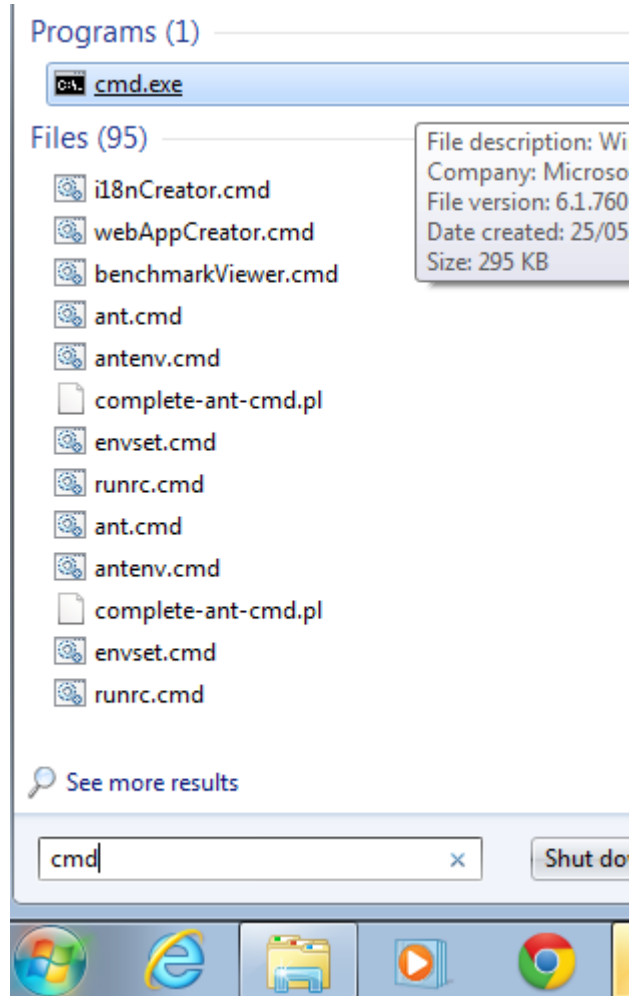 Programs (1)
cmd.exe
Files (95)
File description: Wi
Company: Microso
File version: 6.1.760
Date created: 25/05
Size: 295 KB
i18nCreator.cmd
webAppCreator.cmd
benchmarkViewer.cmd
ant.cmd
antenv.cmd
complete-ant-cmd.pl
envset.cmd
runrc.cmd
ant.cmd
antenv.cmd
complete-ant-cmd.pl
envset.cmd
runrc.cmd
See more results
cmd
Shut do